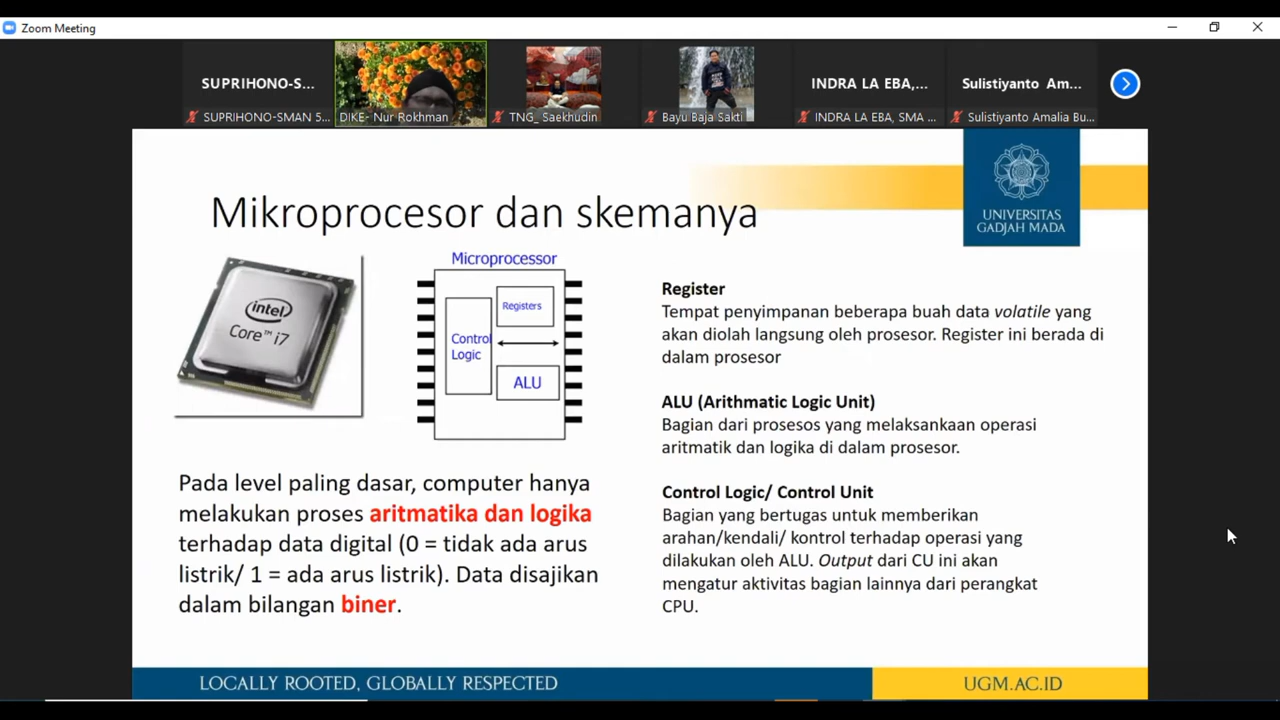 Zoom Meeting
SUPRIHONO-S...
SUPRIHONO-SMAN 5...
DIKE- Nur Rokhman
TNG_ Saekhudin
Bayu Baja Sakti
INDRA LA EBA,...
INDRA LA EBA, SMA ...
Sulistiyanto Am...
Sulistiyanto Amalia Bu...
UNIVERSITAS
GADJAH MADA
Mikroprocesor dan skemanya
intel
Core™ i7
Microprocessor
Registers
Control
Logic
ALU
Pada level paling dasar, computer hanya
melakukan proses aritmatika dan logika
terhadap data digital (0 = tidak ada arus
listrik/ 1 = ada arus listrik). Data disajikan
dalam bilangan biner.
Register
Tempat penyimpanan beberapa buah data volatile yang
akan diolah langsung oleh prosesor. Register ini berada di
dalam prosesor
ALU (Arithmatic Logic Unit)
Bagian dari prosesos yang melaksankaan operasi
aritmatik dan logika di dalam prosesor.
Control Logic/ Control Unit
Bagian yang bertugas untuk memberikan
arahan/kendali/ kontrol terhadap operasi yang
dilakukan oleh ALU. Output dari CU ini akan
mengatur aktivitas bagian lainnya dari perangkat
CPU.
LOCALLY ROOTED, GLOBALLY RESPECTED
UGM.AC.ID